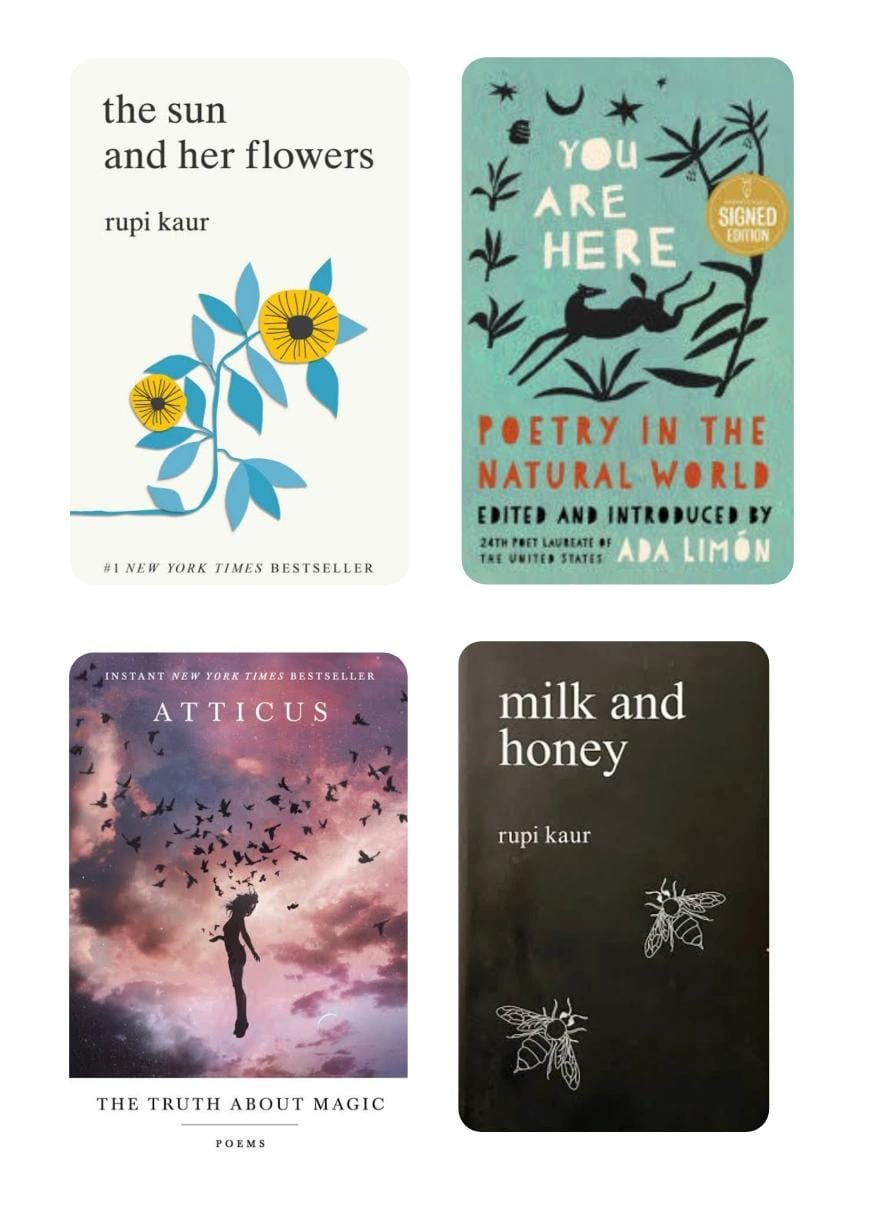 the sun
and her flowers
rupi kaur
#1 NEW YORK TIMES BESTSELLER
YOU
ARE
HERE
SIGNED
EDITION
POETRY IN THE
NATURAL WORLD
EDITED AND INTRODUCED BY
24TH POET LAUREATE OF
THE UNITED STATES
ADA LIMÓN
INSTANT NEW YORK TIMES BESTSELLER
ATTICUS
THE TRUTH ABOUT MAGIC
POEMS
milk and
honey
rupi kaur